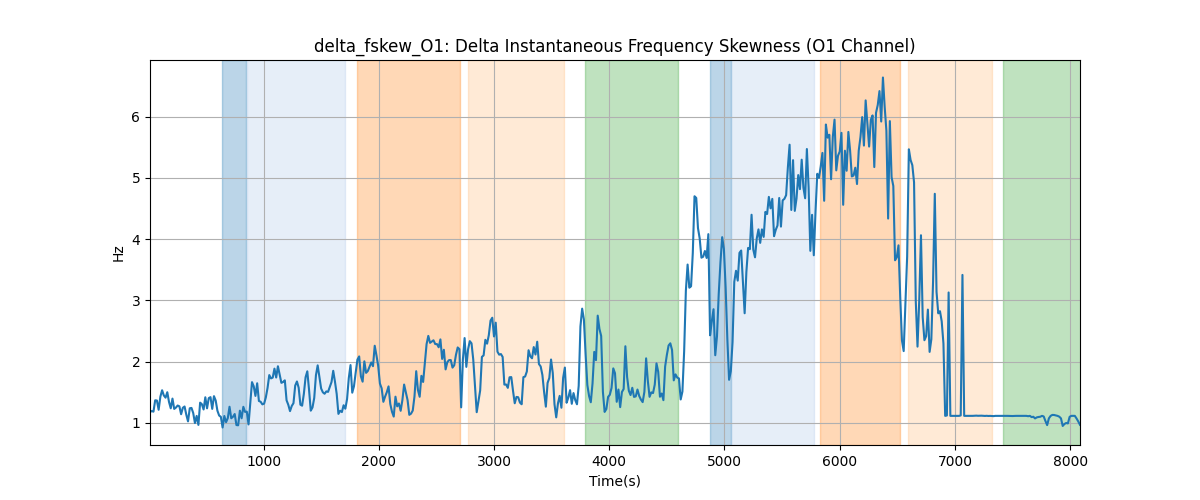 delta_fskew_O1: Delta Instantaneous Frequency Skewness (O1 Channel)
Hz
6
5
4
3
2
1
1000 2000 3000 4000 5000 6000 7000 8000
Time(s)